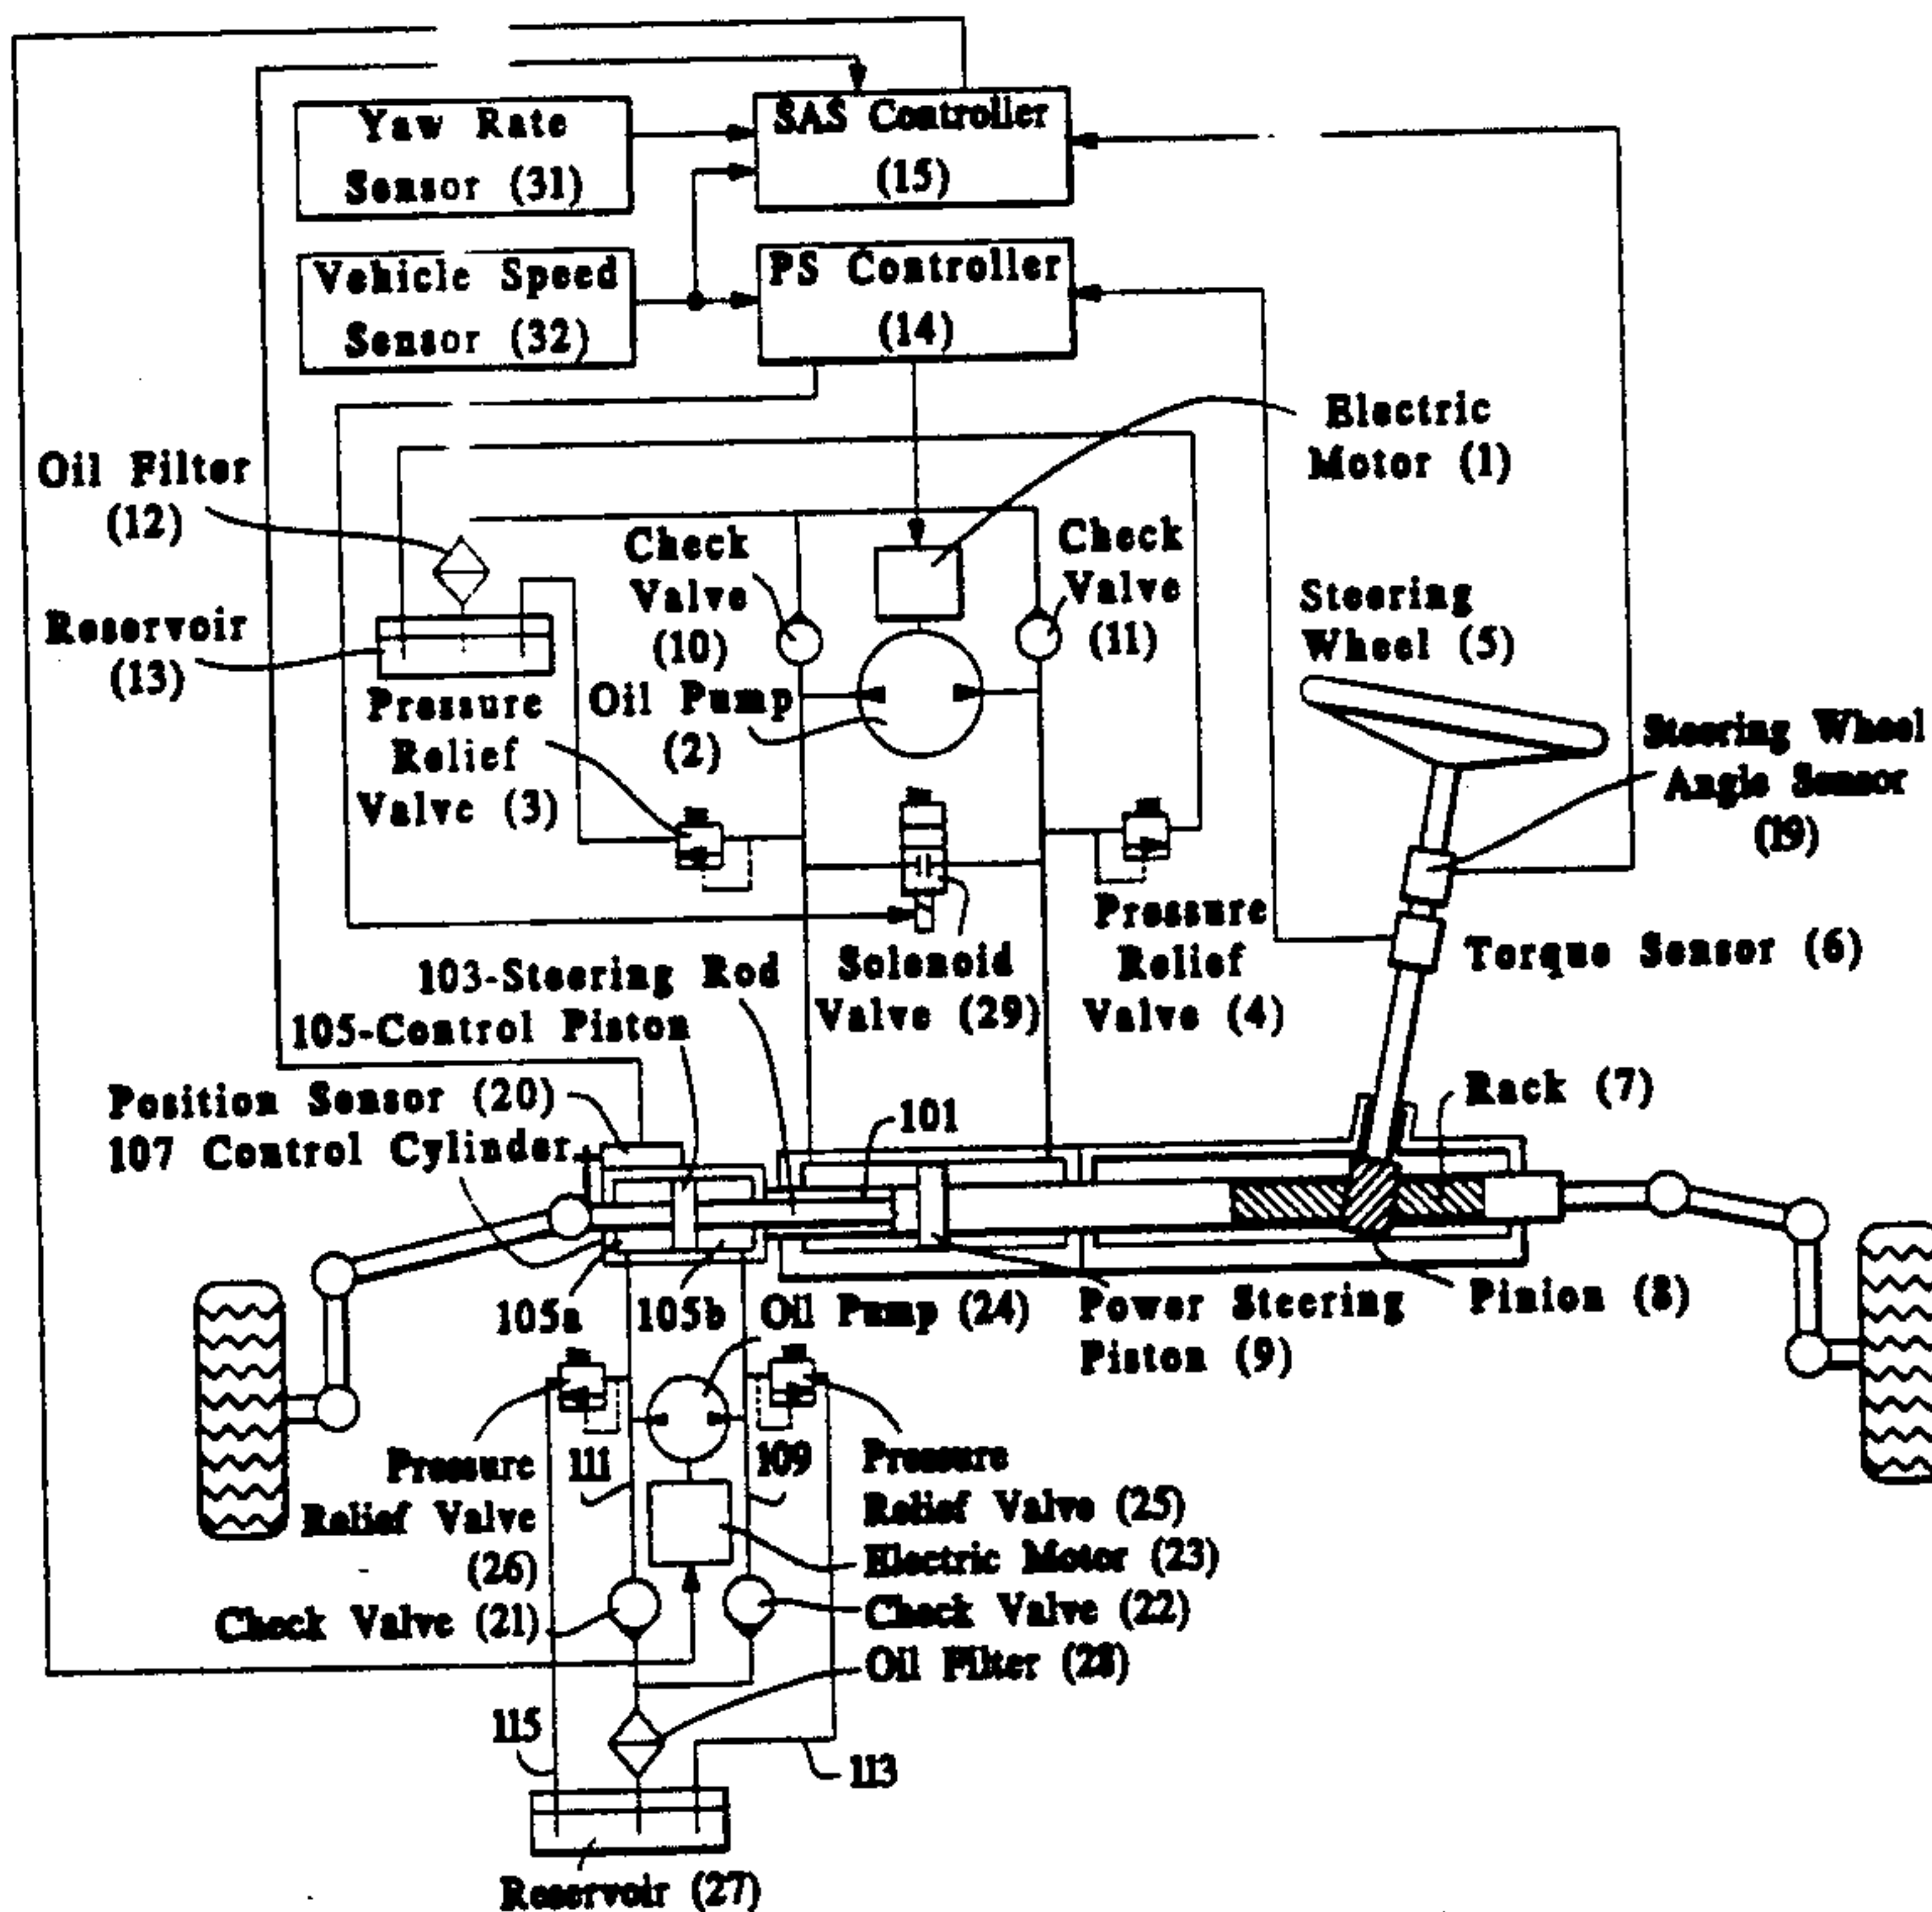 Yaw Rate
Sensor (31)
SAS Controller
(15)
Vehicle Speed
Sensor (32)
PS Controller
(14)
Electric
Motor (1)
Oil Filter
(12)
Check
Valve
(10)
Check
Valve
(11)
Steering
Wheel (5)
Reservoir
(13)
Pressure
Relief
Valve (3)
Oil Pump
(2)
Steering Wheel
Angle Sensor
(19)
Pressure
Relief
Valve (4)
Solenoid
Valve (29)
Torque Sensor (6)
103-Steering Rod
105-Control Piston
Position Sensor (20)
107 Control Cylinder
101
Rack (7)
105a
105b
Oil Pump (24)
Power Steering
Piston (9)
Pinion (8)
Pressure
Relief Valve
(26)
111
109
Pressure
Relief Valve (25)
Electric Motor (23)
Check Valve (21)
Check Valve (22)
Oil Filter (28)
115
113
Reservoir (27)